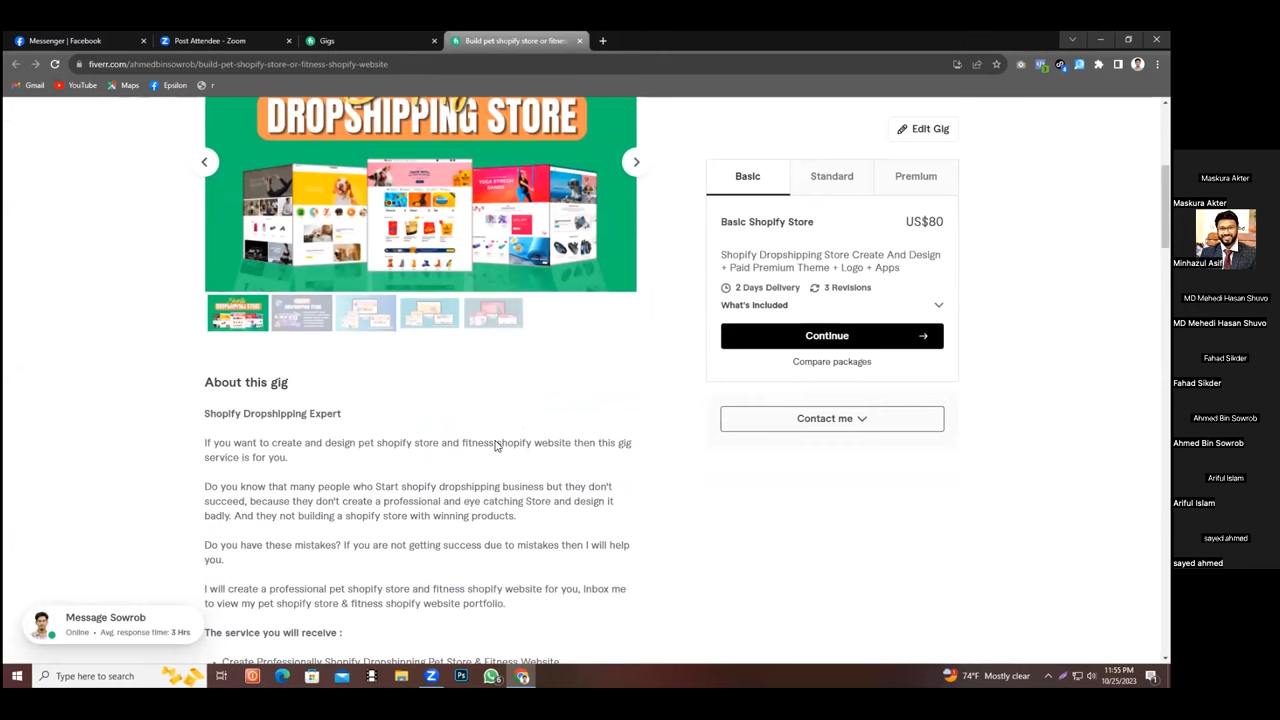 Messenger | Facebook
Post Attendee - Zoom
Gigs
Build pet shopify store or fitnes
fiverr.com/ahmedbinsowrob/build-pet-shopify-store-or-fitness-shopify-website
Gmail
YouTube
Maps
Epsilon
r
DROPSHIPPING STORE
Edit Gig
Basic
Standard
Premium
Basic Shopify Store
US$80
Shopify Dropshipping Store Create And Design
+ Paid Premium Theme + Logo + Apps
2 Days Delivery
3 Revisions
What's Included
Continue
Compare packages
Contact me
About this gig
Shopify Dropshipping Expert
If you want to create and design pet shopify store and fitness shopify website then this gig
service is for you.
Do you know that many people who Start shopify dropshipping business but they don't
succeed, because they don't create a professional and eye catching Store and design it
badly. And they not building a shopify store with winning products.
Do you have these mistakes? If you are not getting success due to mistakes then I will help
you.
I will create a professional pet shopify store and fitness shopify website for you, Inbox me
to view my pet shopify store & fitness shopify website portfolio.
The service you will receive :
Create Professionally Shopify Dropshipping Pet Store & Fitness Website
Message Sowrob
Online • Avg. response time: 3 Hrs
Type here to search
74°F Mostly clear
11:55 PM
10/25/2023
Maskura Akter
Maskura Akter
Minhazul Asif
MD Mehedi Hasan Shuvo
MD Mehedi Hasan Shuvo
Fahad Sikder
Fahad Sikder
Ahmed Bin Sowrob
Ahmed Bin Sowrob
Ariful Islam
Ariful Islam
sayed ahmed
sayed ahmed